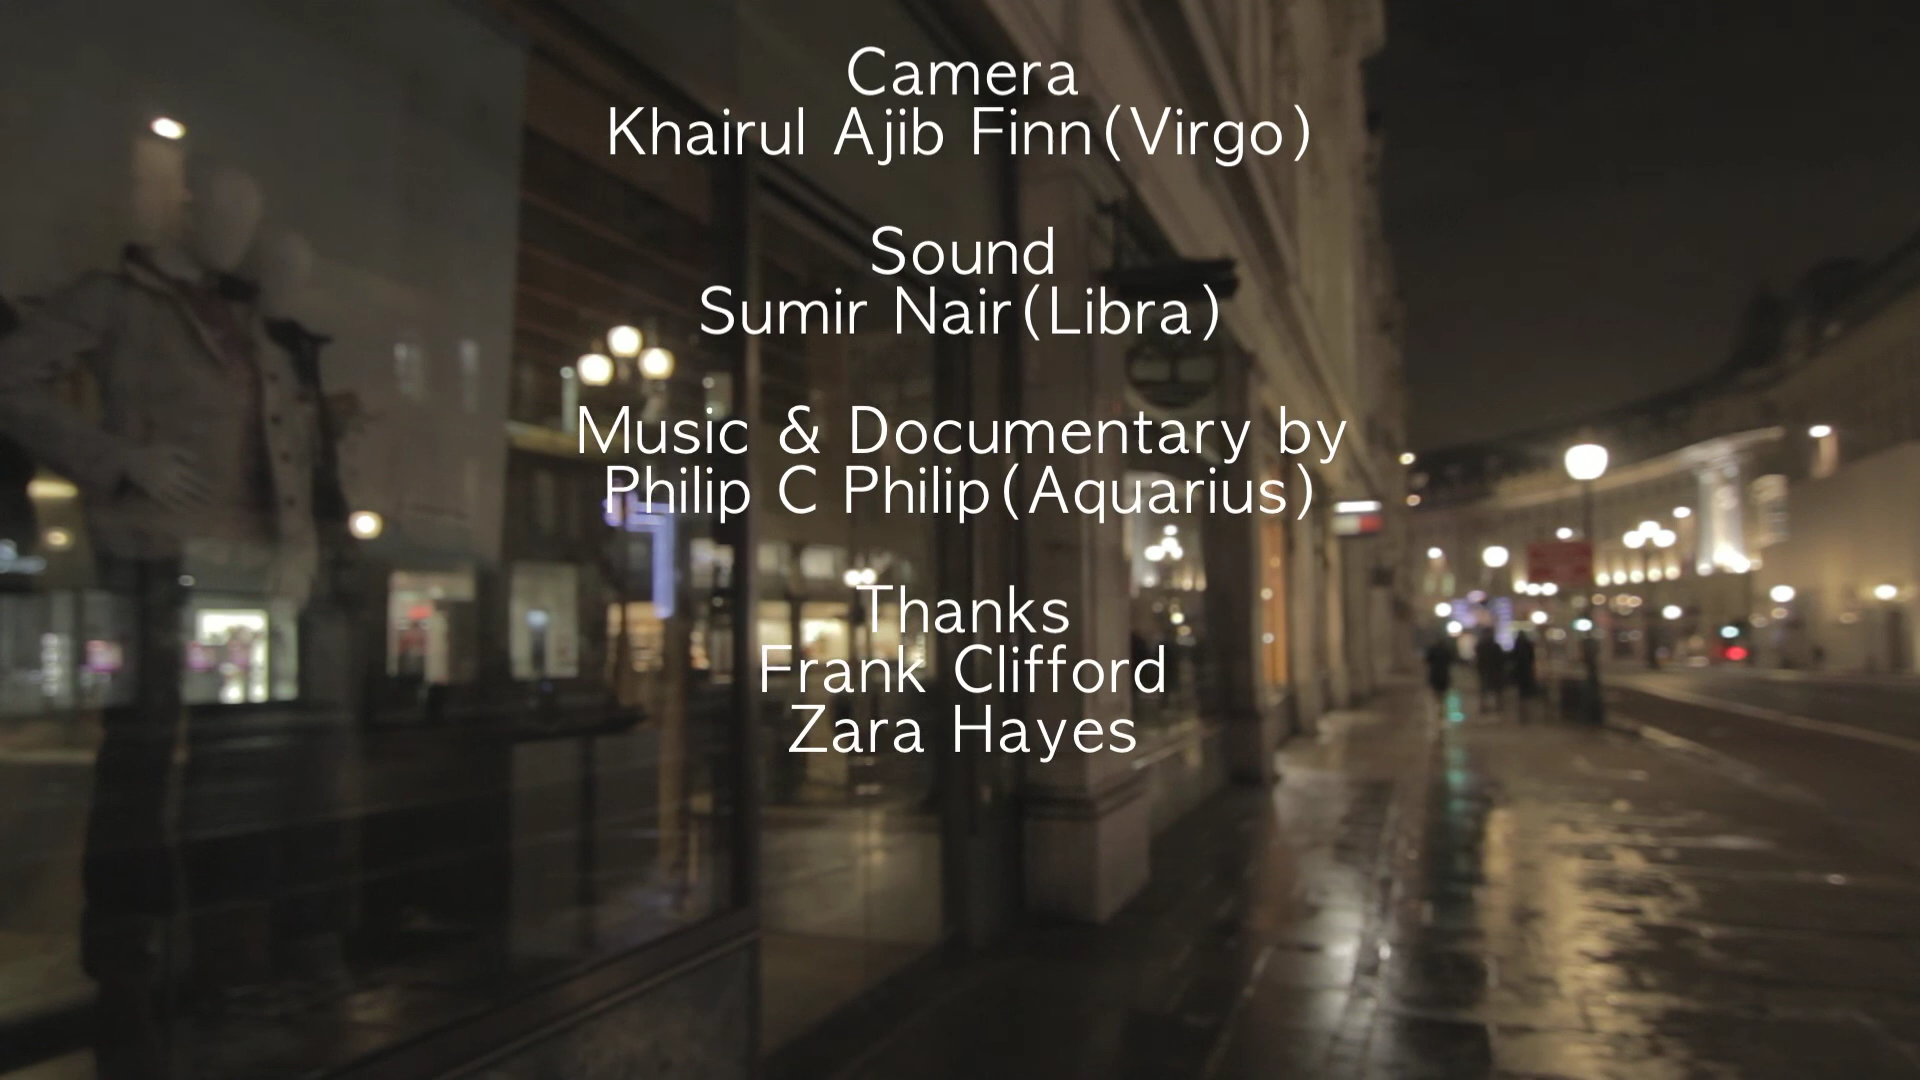 Camera
Khairul Ajib Finn(Virgo)
Sound
Sumir Nair(Libra)
Music & Documentary by
Philip C Philip(Aquarius)
Thanks
Frank Clifford
Zara Hayes